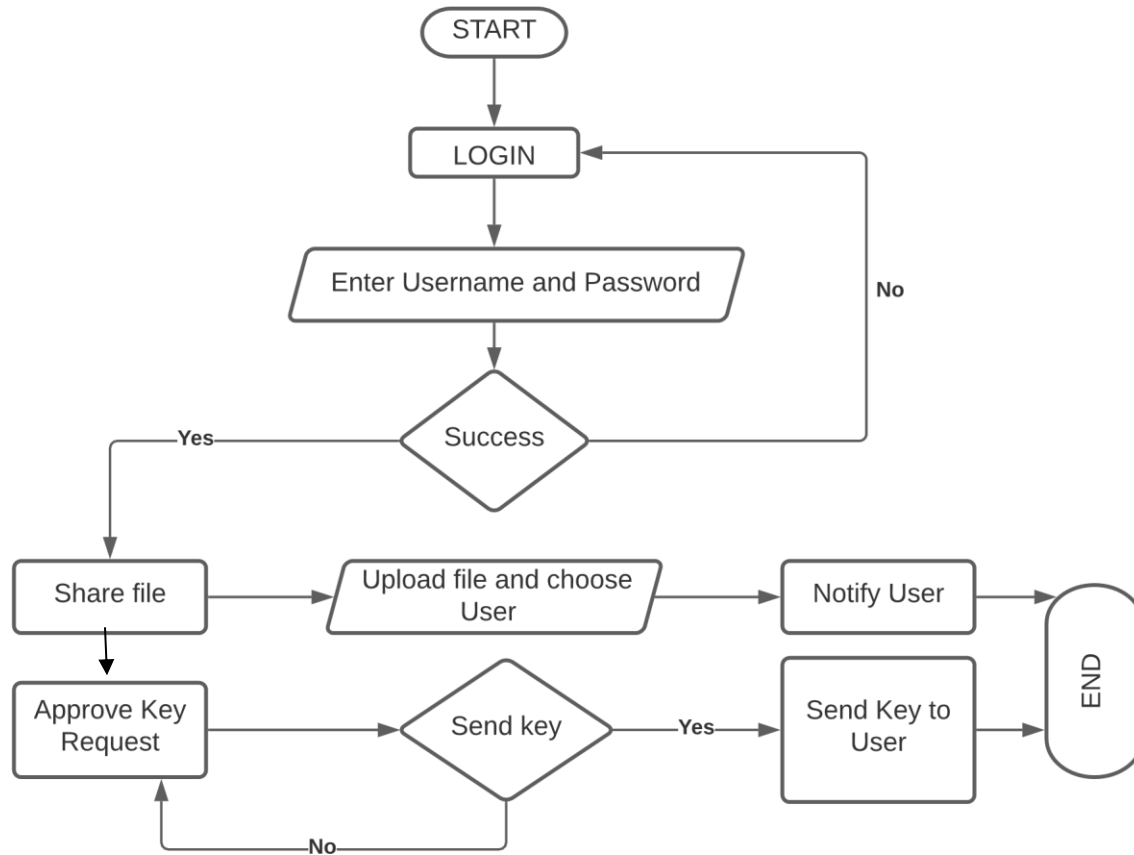 START
LOGIN
Enter Username and Password
No
Success
Yes
Share file
Upload file and choose
User
Notify User
END
Approve Key
Request
Send key
Yes
Send Key to
User
No